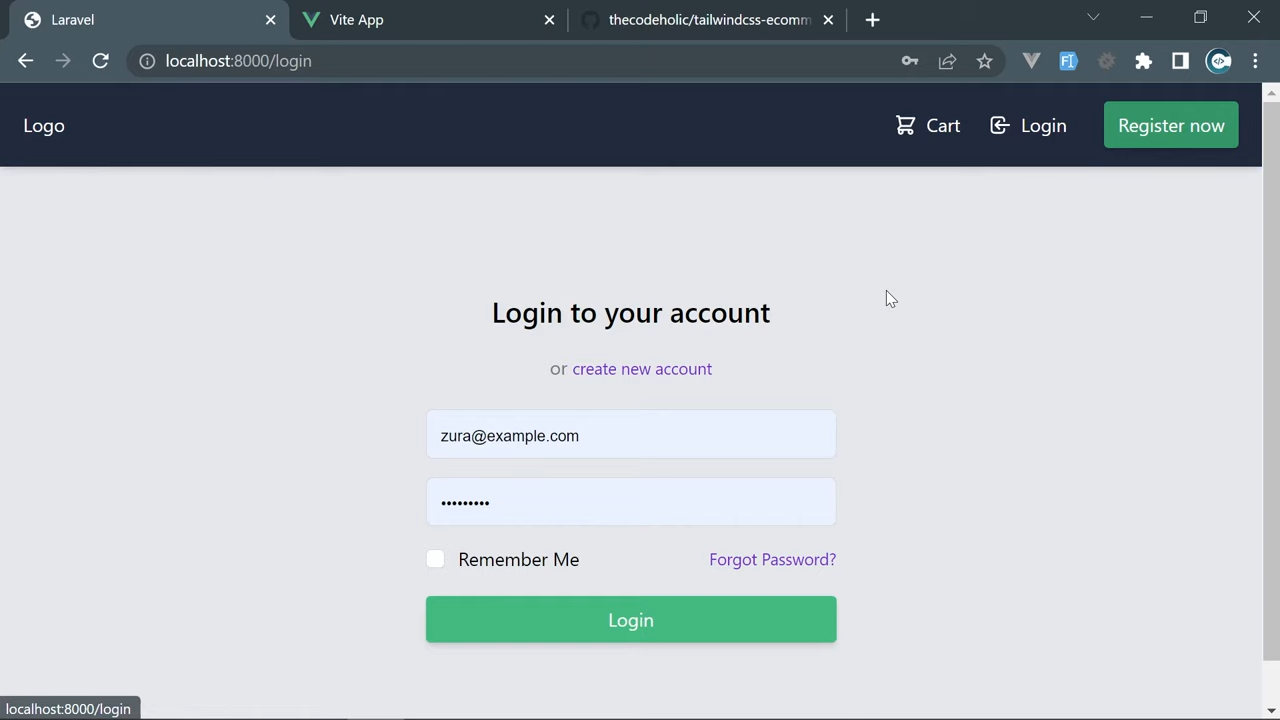 Laravel
Vite App
thecodeholic/tailwindcss-ecomm
localhost:8000/login
Logo
Cart
Login
Register now
Login to your account
or create new account
zura@example.com
•••••••••
Remember Me
Forgot Password?
Login
localhost:8000/login